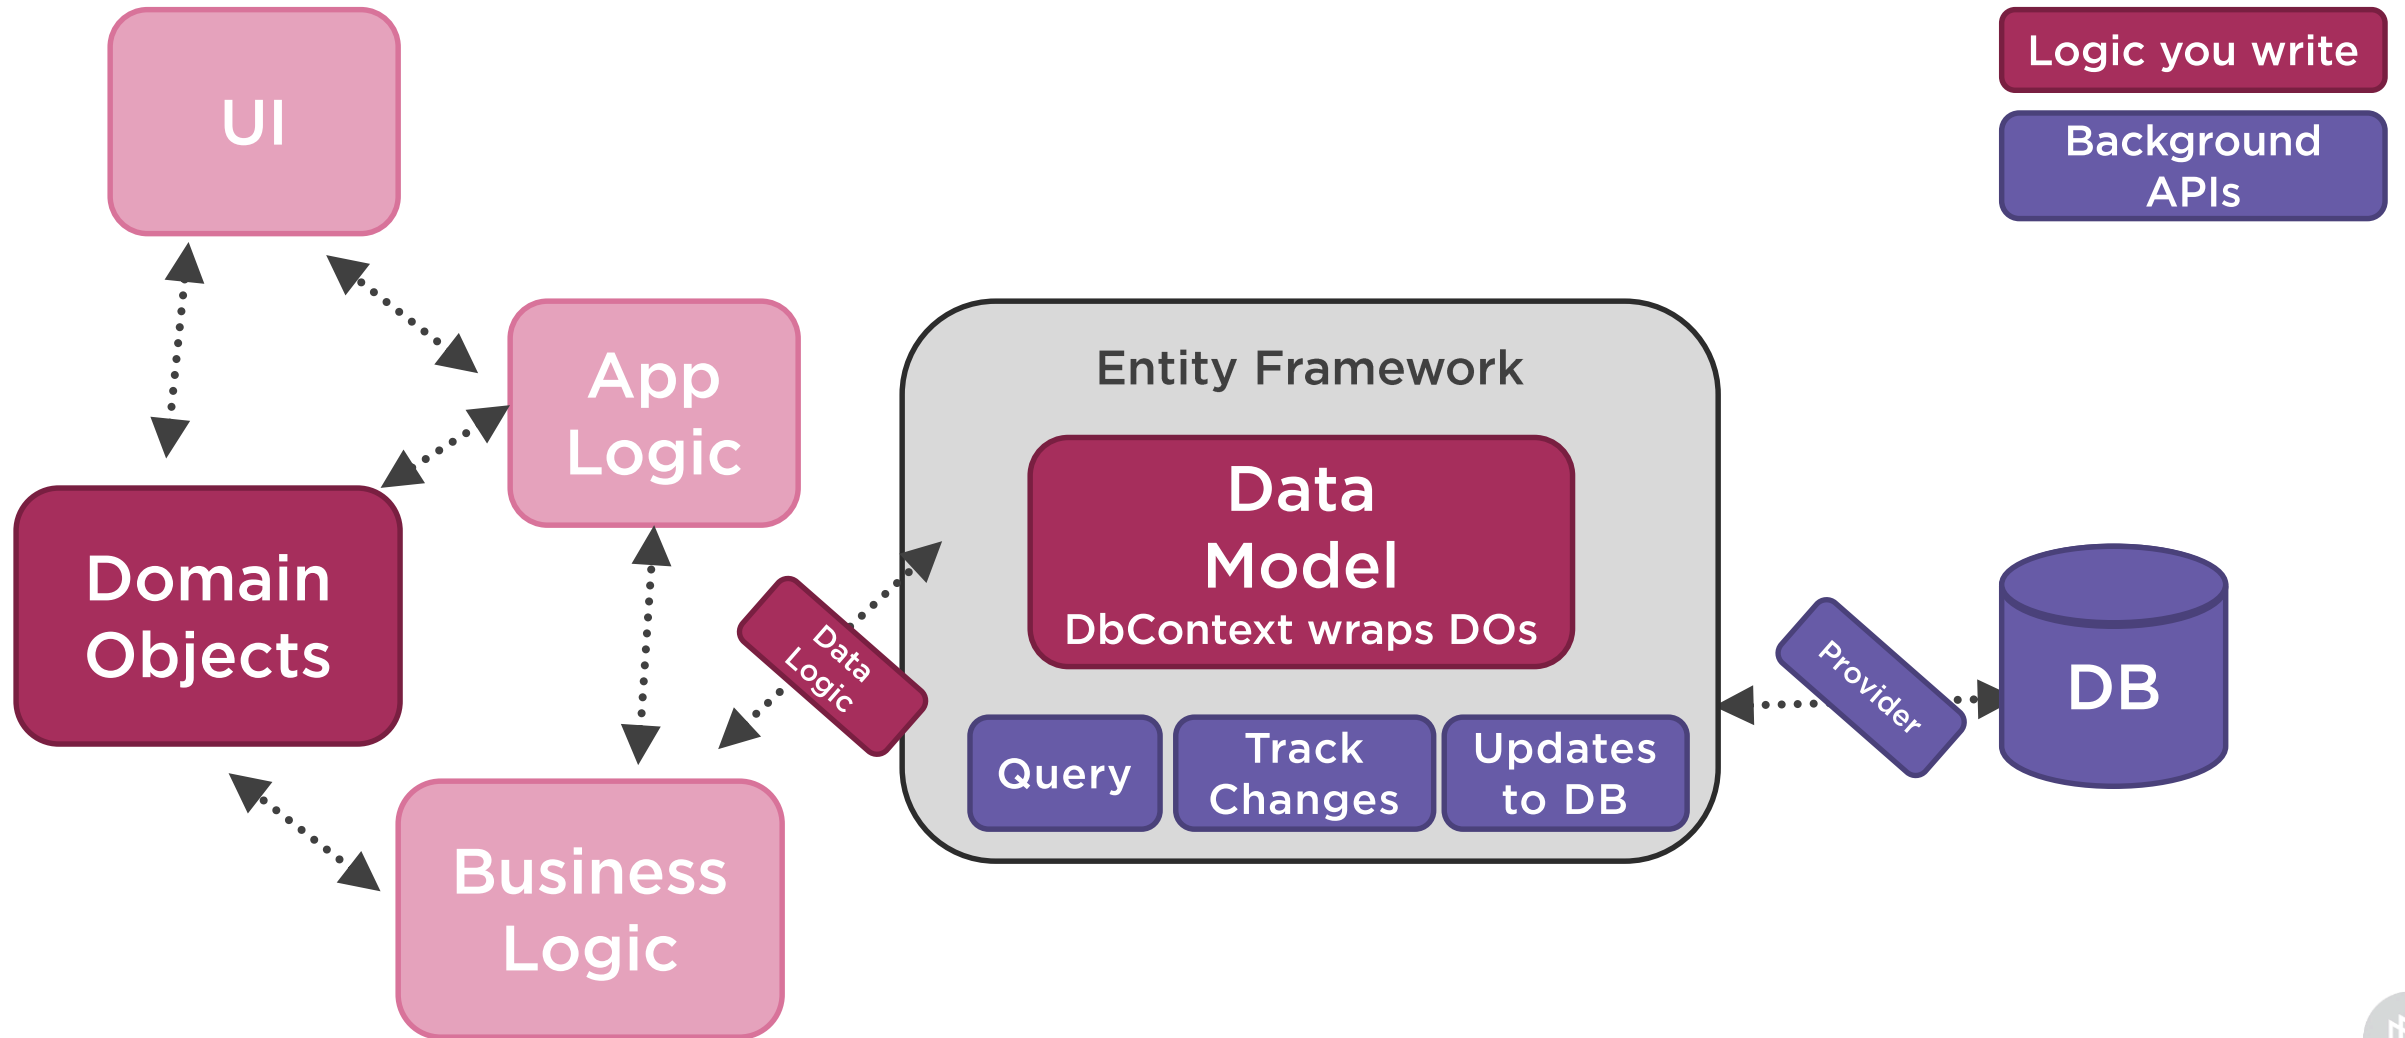 UI
Logic you write
Background
APIs
App
Logic
Entity Framework
Data
Model
DbContext wraps DOs
Domain
Objects
Data
Logic
Provider
DB
Query
Track
Changes
Updates
to DB
Business
Logic